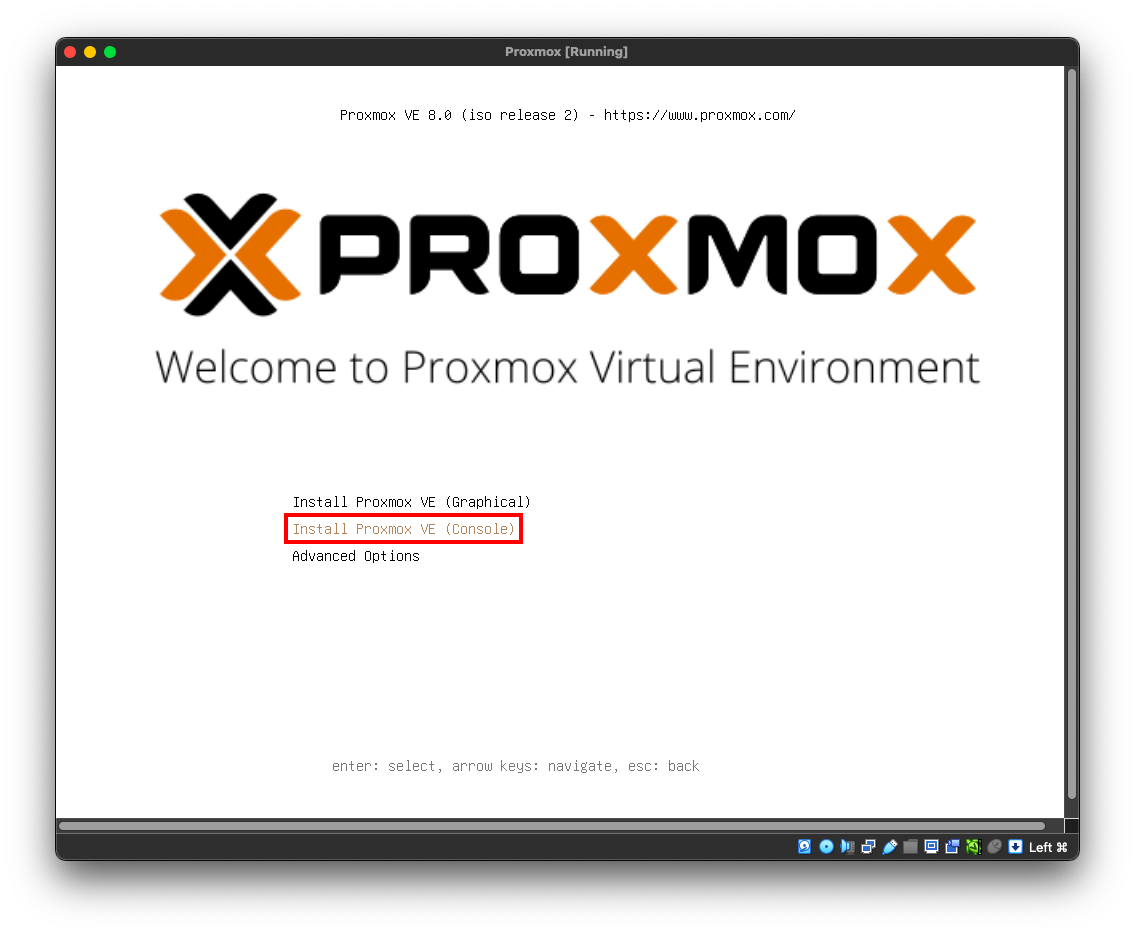 Proxmox [Running]
Proxmox VE 8.0 (iso release 2) - https://www.proxmox.com/
PROXMOX
Welcome to Proxmox Virtual Environment
Install Proxmox VE (Graphical)
Install Proxmox VE (Console)
Advanced Options
enter: select, arrow keys: navigate, esc: back
Left ⌘